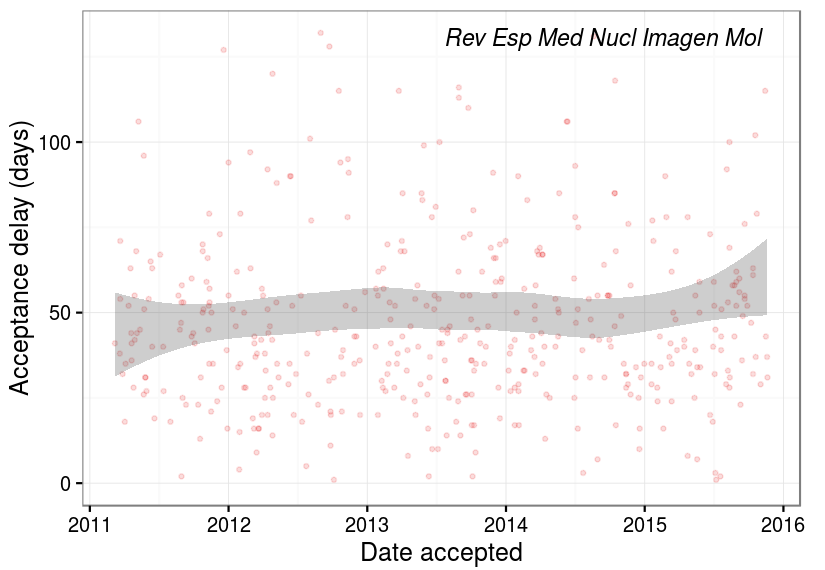 Rev Esp Med Nucl Imagen Mol
Acceptance delay (days)
100
50
0
2011 2012 2013 2014 2015 2016
Date accepted